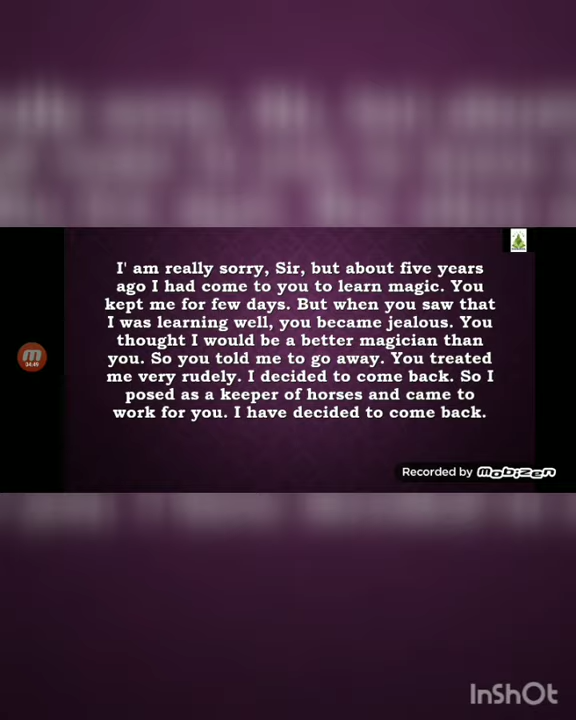 I' am really sorry, Sir, but about five years
ago I had come to you to learn magic. You
kept me for few days. But when you saw that
I was learning well, you became jealous. You
thought I would be a better magician than
you. So you told me to go away. You treated
me very rudely. I decided to come back. So I
posed as a keeper of horses and came to
work for you. I have decided to come back.
34:49
Recorded by mobizen
InShOt